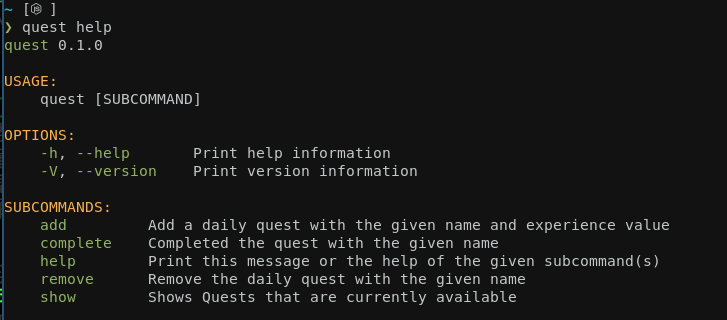 ~ [ ]
❯ quest help
quest 0.1.0
USAGE:
quest [SUBCOMMAND]
OPTIONS:
-h, --help Print help information
-V, --version Print version information
SUBCOMMANDS:
add Add a daily quest with the given name and experience value
complete Completed the quest with the given name
help Print this message or the help of the given subcommand(s)
remove Remove the daily quest with the given name
show Shows Quests that are currently available